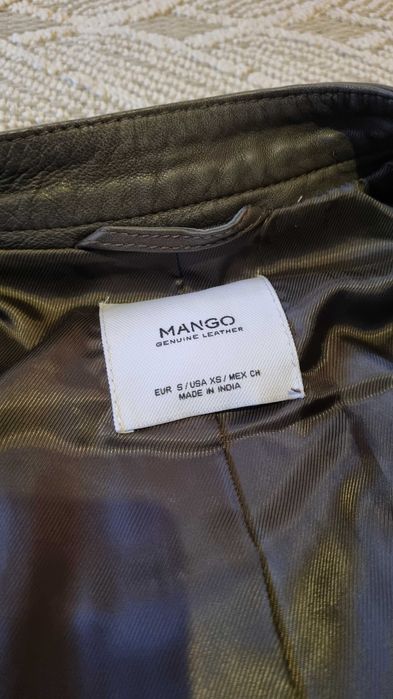 MANGO
GENUINE LEATHER
EUR S / USA XS / MEX CH
MADE IN INDIA